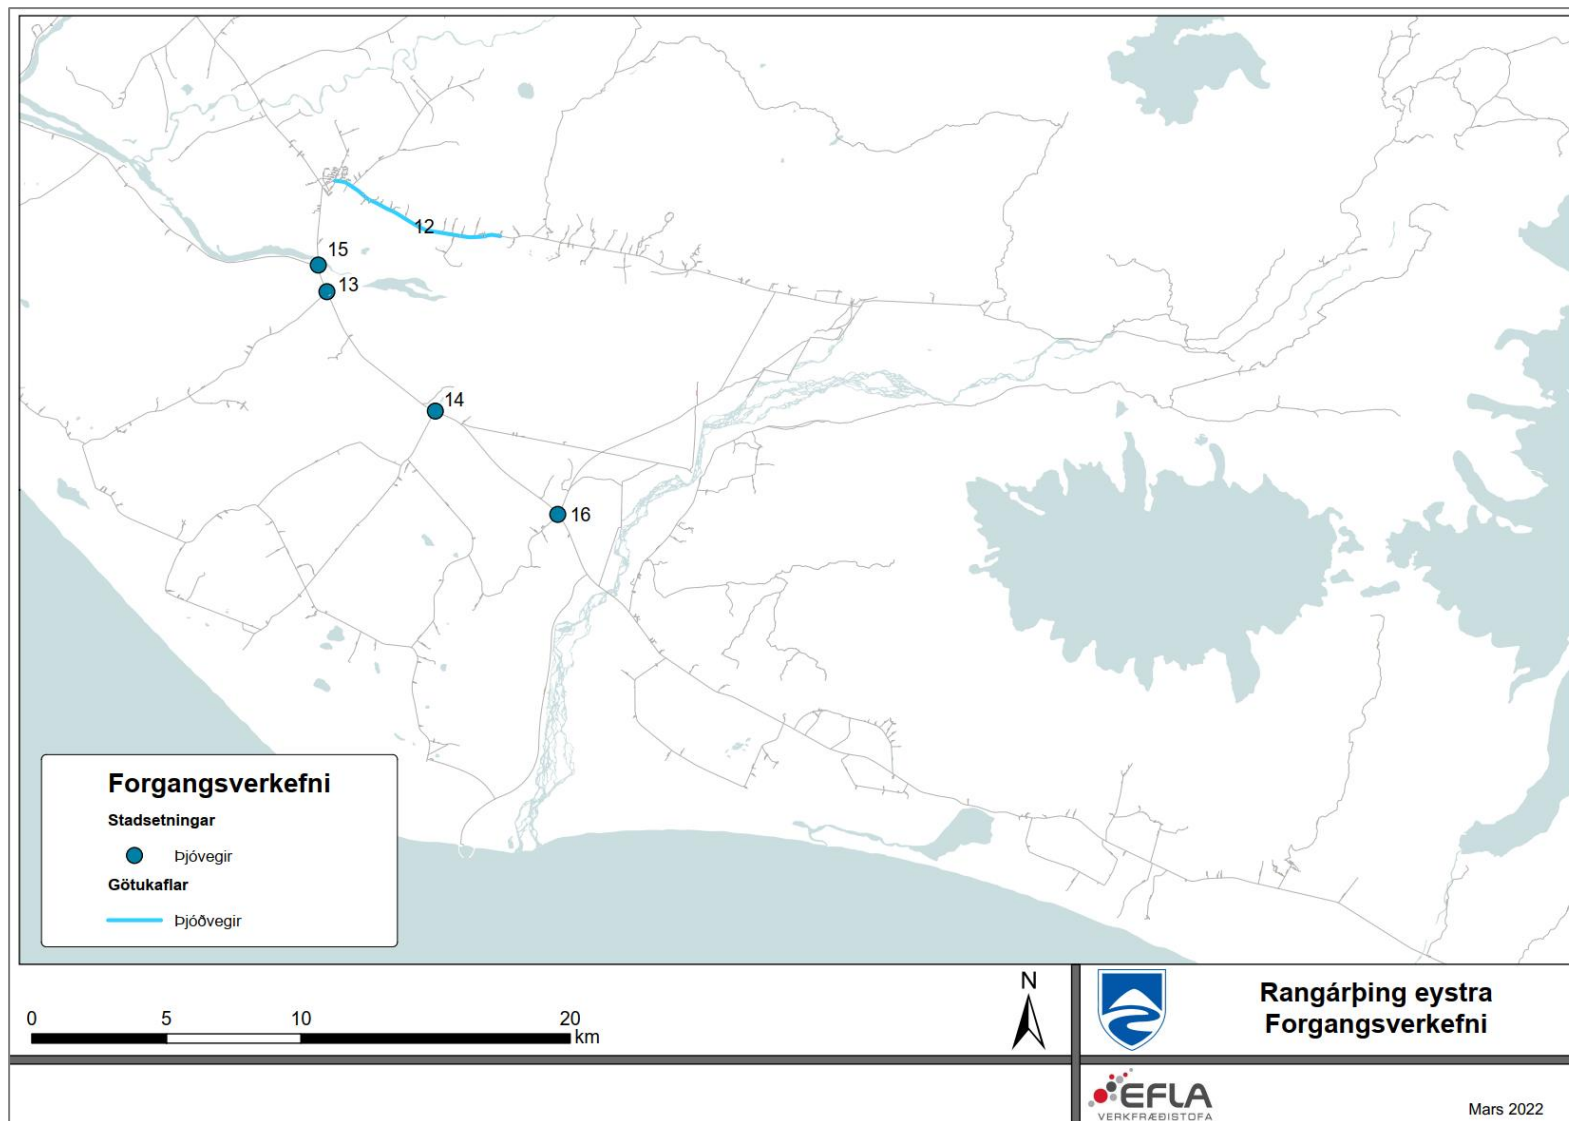 12
15
13
14
16
Forgangsverkefni
Stadsetningar
Þjóvegir
Götukaflar
Þjóðvegir
0 5 10 20
km
N
Rangárþing eystra
Forgangsverkefni
EFLA
VERKFRÆÐISTOFA
Mars 2022